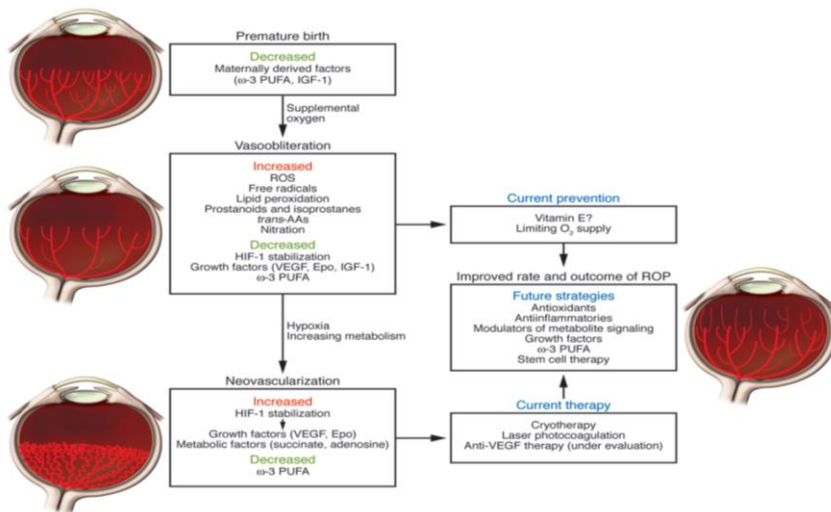 Premature birth
Decreased
Maternally derived factors
(ω-3 PUFA, IGF-1)
Supplemental
oxygen
Vasoobliteration
Increased
ROS
Free radicals
Lipid peroxidation
Prostanoids and isoprostanes
trans-AAs
Nitration
Decreased
HIF-1 stabilization
Growth factors (VEGF, Epo, IGF-1)
ω-3 PUFA
Hypoxia
Increasing metabolism
Neovascularization
Increased
HIF-1 stabilization
Growth factors (VEGF, Epo)
Metabolic factors (succinate, adenosine)
Decreased
ω-3 PUFA
Current prevention
Vitamin E?
Limiting O₂ supply
Improved rate and outcome of ROP
Future strategies
Antioxidants
Antiinflammatories
Modulators of metabolite signaling
Growth factors
ω-3 PUFA
Stem cell therapy
Current therapy
Cryotherapy
Laser photocoagulation
Anti-VEGF therapy (under evaluation)